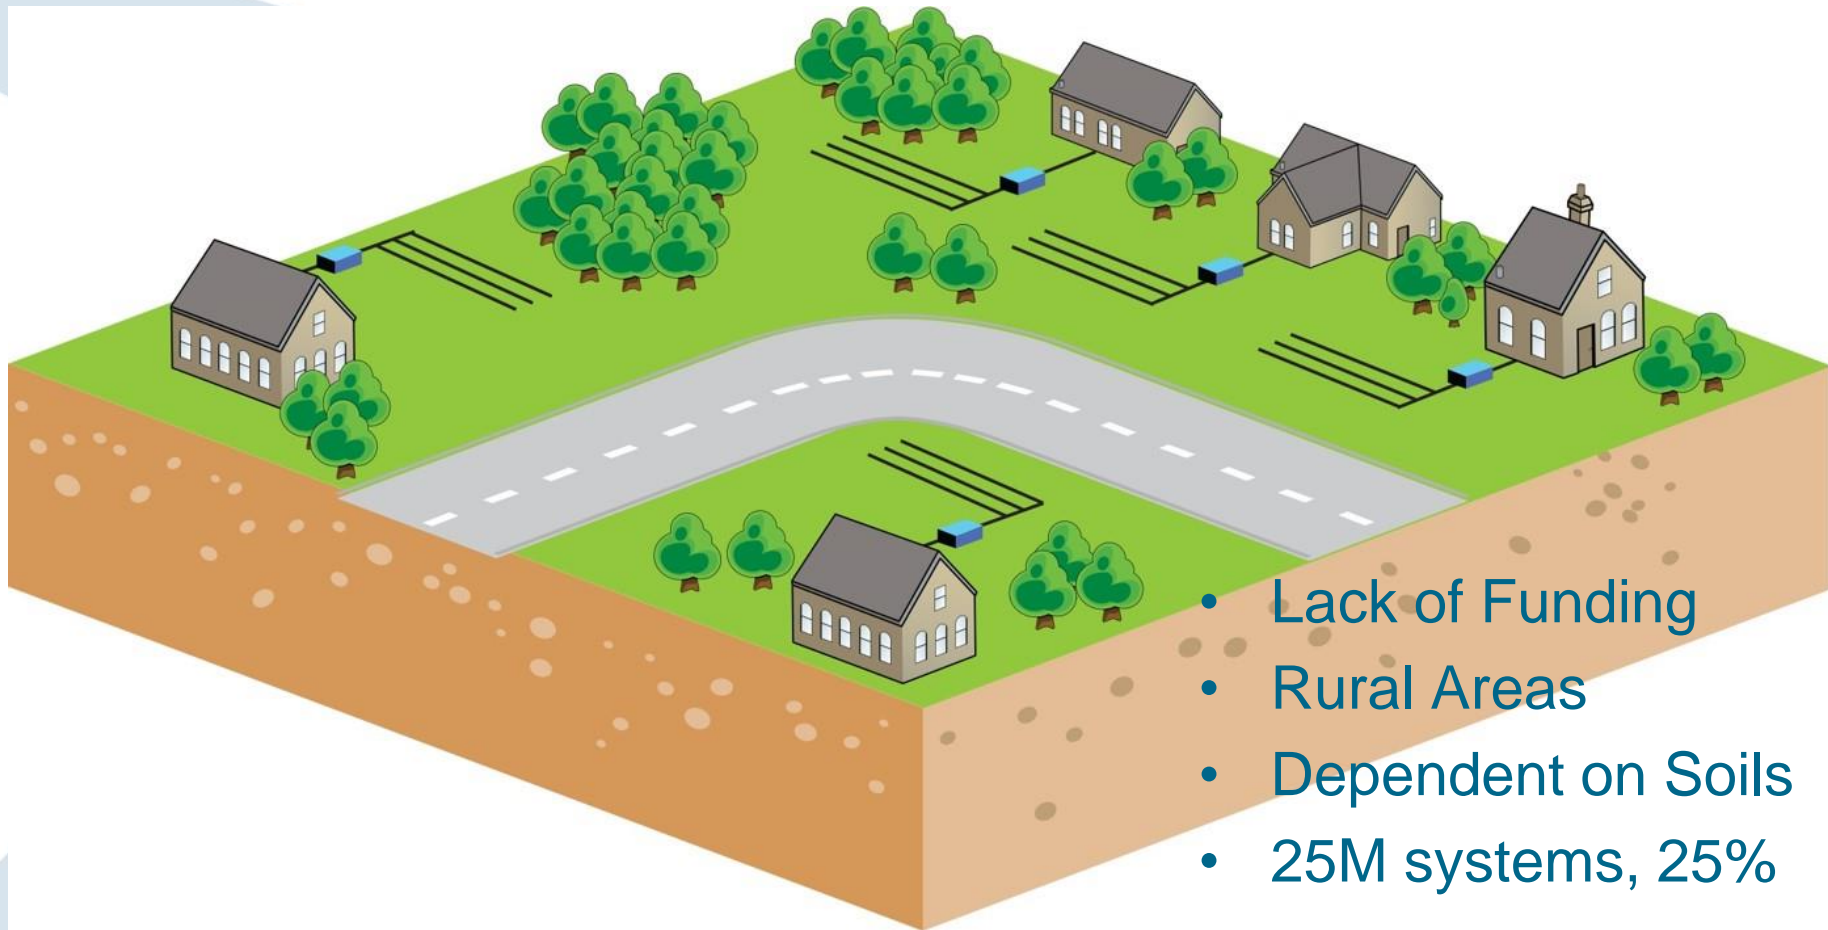 • Lack of Funding
• Rural Areas
• Dependent on Soils
• 25M systems, 25%